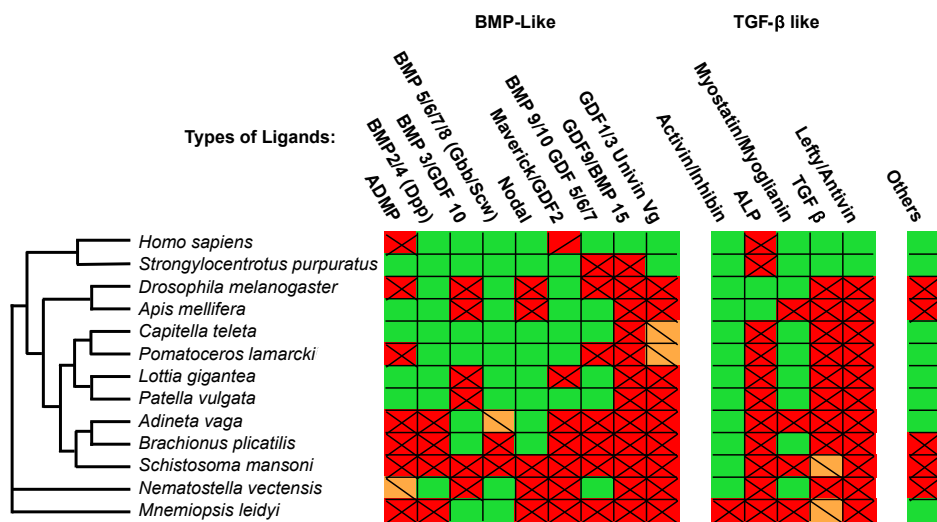 BMP-Like TGF-β like
Types of Ligands:
ADMP
BMP2/4 (Dpp)
BMP 3/GDF 10
BMP 5/6/7/8 (Gbb/Scw)
Nodal
Maverick/GDF2
BMP 9/10 GDF 5/6/7
GDF9/BMP 15
GDF1/3 Univin Vg
Activin/Inhibin
ALP
Myostatin/Myoglianin
TGF β
Lefty/Antivin
Others
Homo sapiens
Strongylocentrotus purpuratus
Drosophila melanogaster
Apis mellifera
Capitella teleta
Pomatoceros lamarcki
Lottia gigantea
Patella vulgata
Adineta vaga
Brachionus plicatilis
Schistosoma mansoni
Nematostella vectensis
Mnemiopsis leidyi